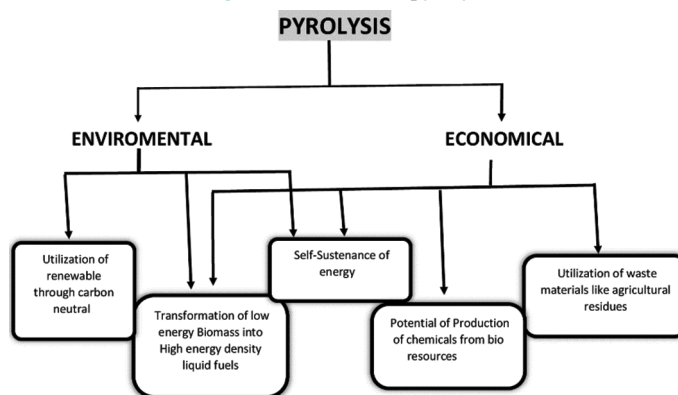 PYROLYSIS
ENVIROMENTAL
ECONOMICAL
Utilization of
renewable
through carbon
neutral
Transformation of low
energy Biomass into
High energy density
liquid fuels
Self-Sustenance of
energy
Potential of Production
of chemicals from bio
resources
Utilization of waste
materials like agricultural
residues